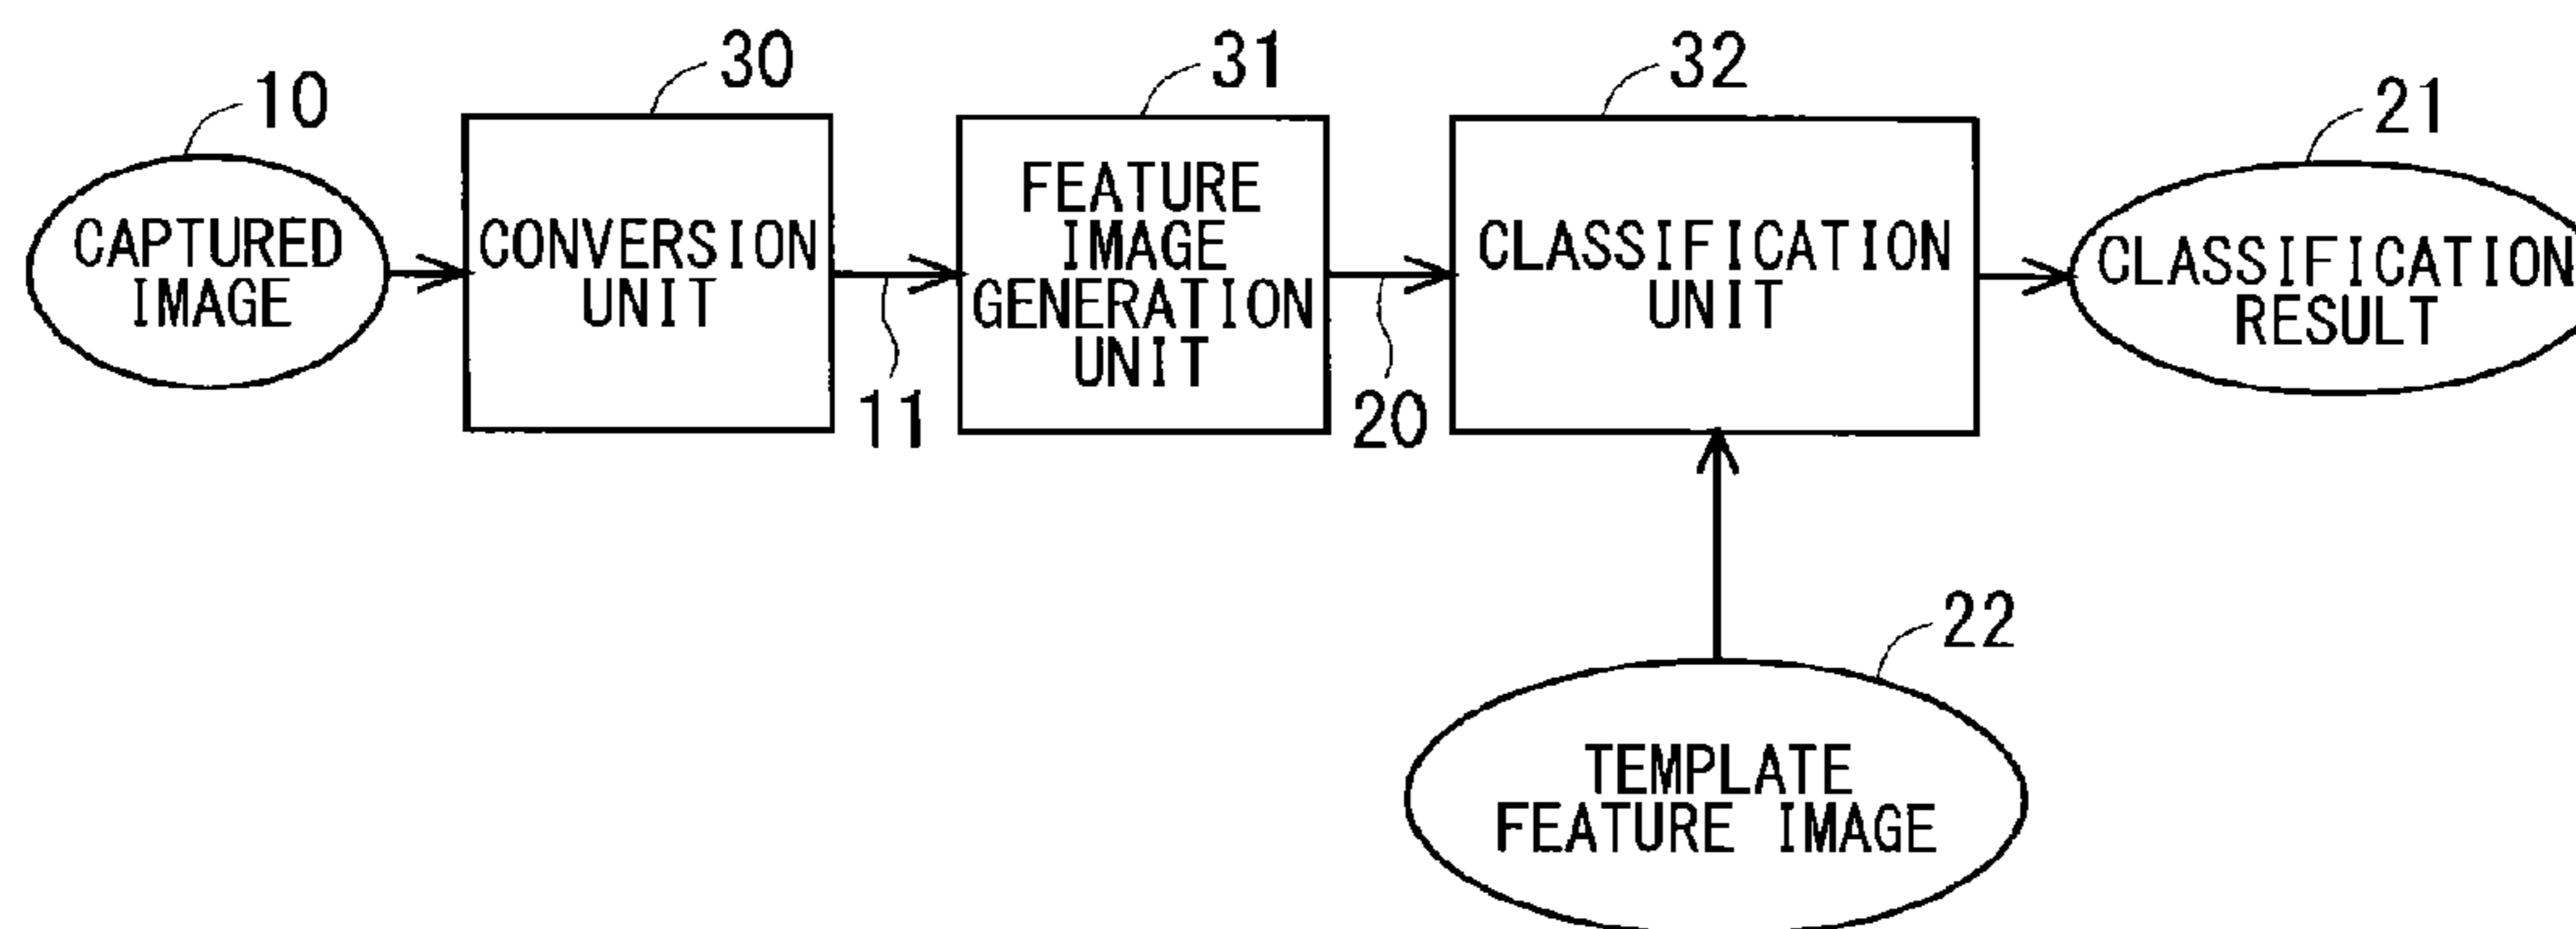 10
30
31
32
21
CAPTURED
IMAGE
CONVERSION
UNIT
11
FEATURE
IMAGE
GENERATION
UNIT
20
CLASSIFICATION
UNIT
CLASSIFICATION
RESULT
22
TEMPLATE
FEATURE IMAGE